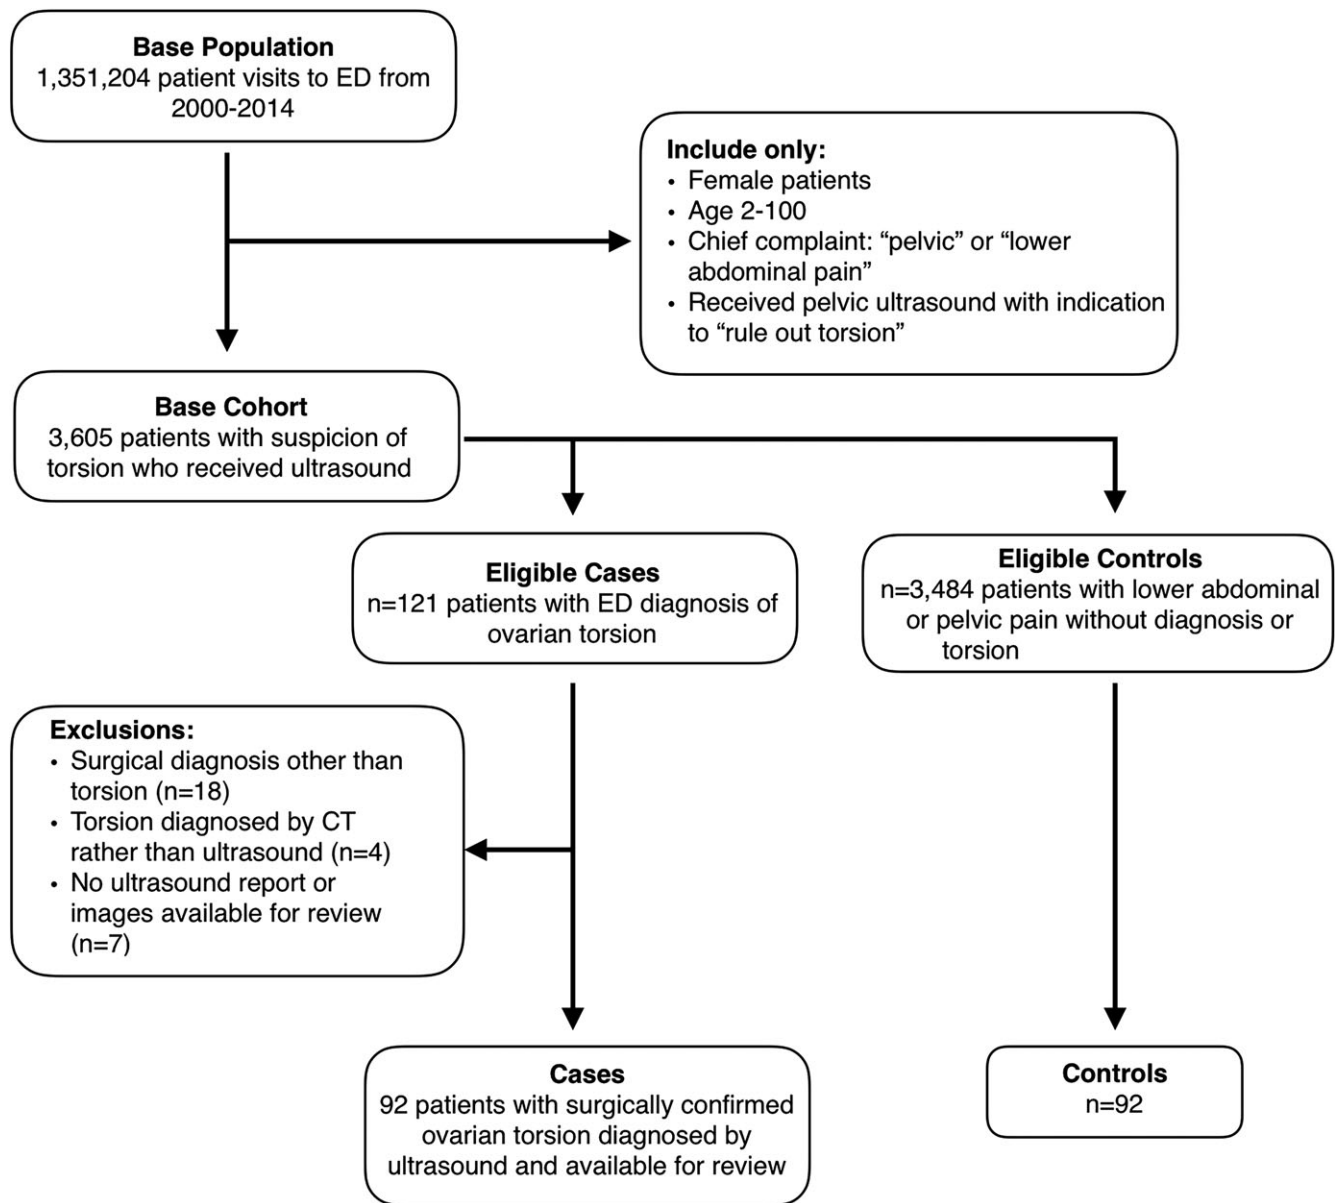 Base Population
1,351,204 patient visits to ED from
2000-2014
Include only:
• Female patients
• Age 2-100
• Chief complaint: “pelvic” or “lower
abdominal pain”
• Received pelvic ultrasound with indication
to “rule out torsion”
Base Cohort
3,605 patients with suspicion of
torsion who received ultrasound
Eligible Cases
n=121 patients with ED diagnosis of
ovarian torsion
Eligible Controls
n=3,484 patients with lower abdominal
or pelvic pain without diagnosis or
torsion
Exclusions:
• Surgical diagnosis other than
torsion (n=18)
• Torsion diagnosed by CT
rather than ultrasound (n=4)
• No ultrasound report or
images available for review
(n=7)
Cases
92 patients with surgically confirmed
ovarian torsion diagnosed by
ultrasound and available for review
Controls
n=92